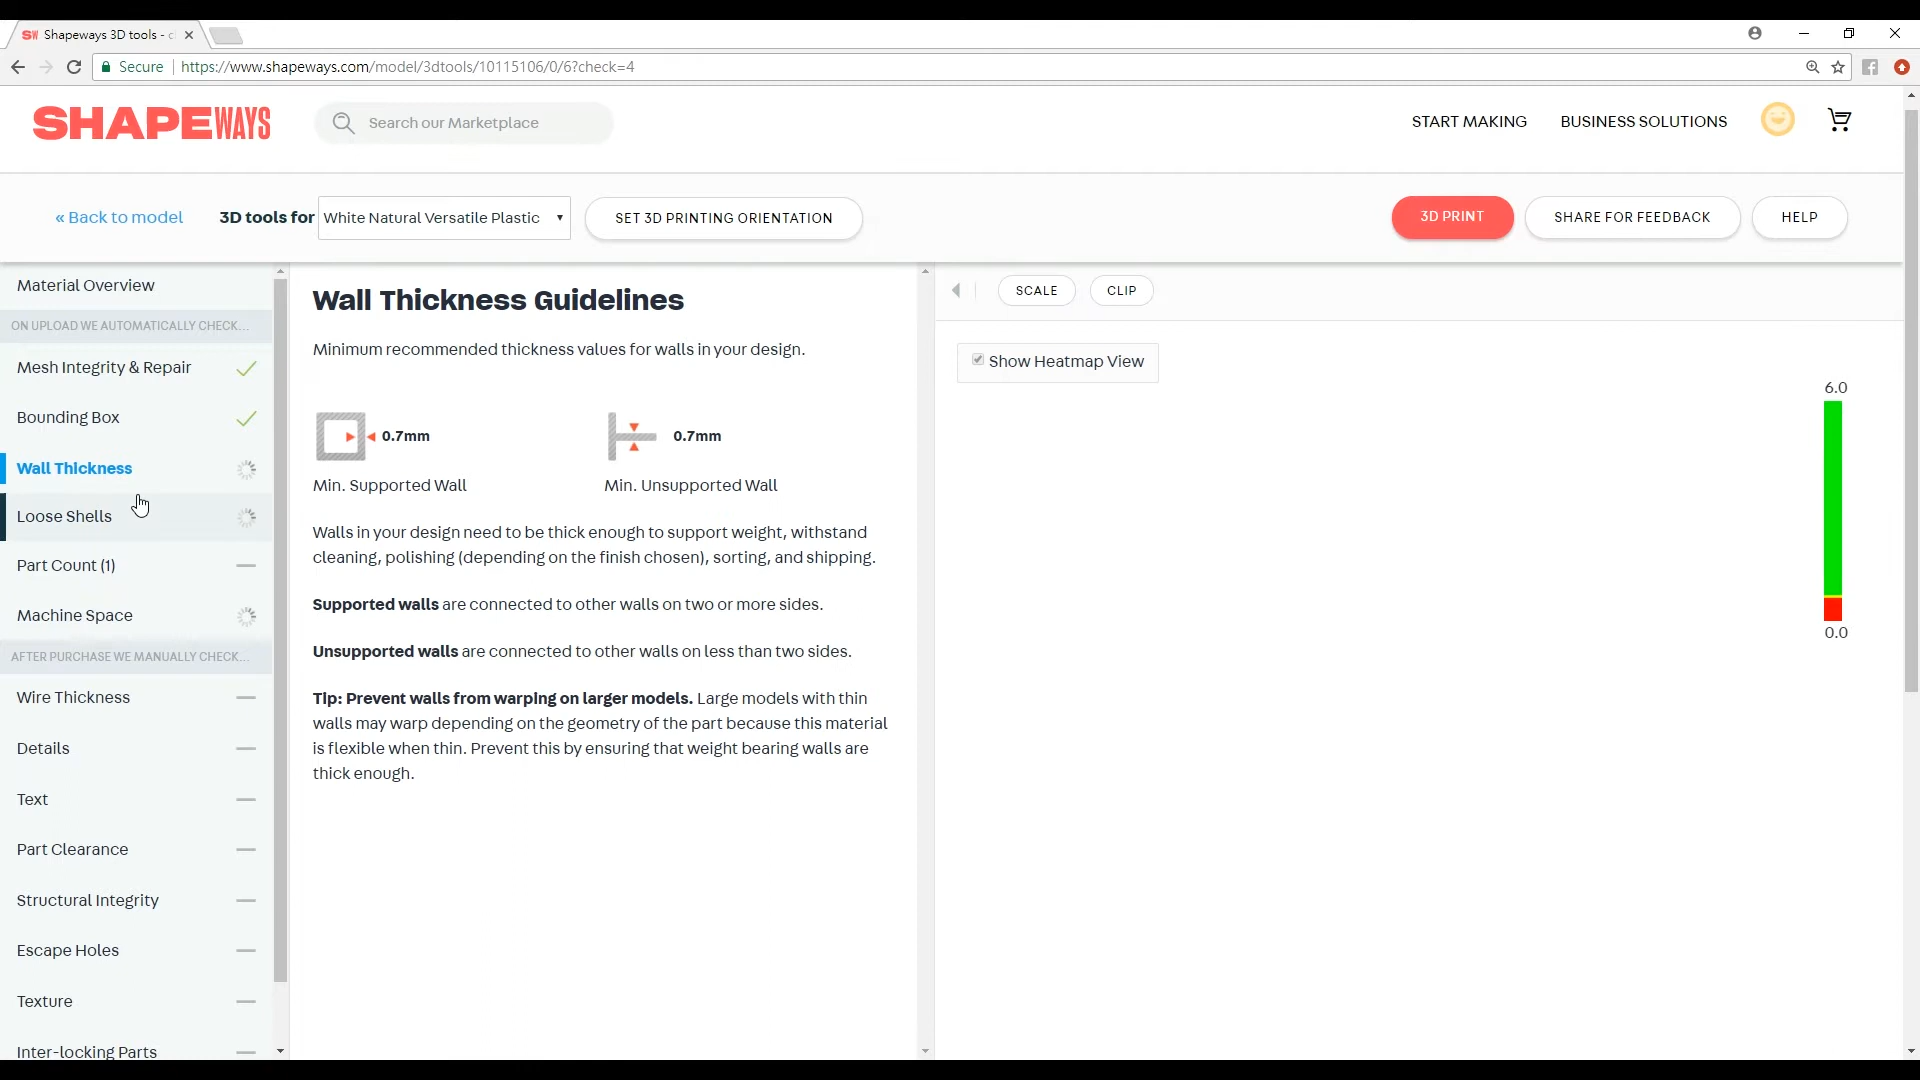 SW Shapeways 3D tools - c
Secure | https://www.shapeways.com/model/3dtools/10115106/0/6?check=4
SHAPEWAYS
Search our Marketplace
START MAKING
BUSINESS SOLUTIONS
« Back to model
3D tools for
White Natural Versatile Plastic
SET 3D PRINTING ORIENTATION
3D PRINT
SHARE FOR FEEDBACK
HELP
Material Overview
ON UPLOAD WE AUTOMATICALLY CHECK...
Mesh Integrity & Repair
Bounding Box
Wall Thickness
Loose Shells
Part Count (1)
Machine Space
AFTER PURCHASE WE MANUALLY CHECK...
Wire Thickness
Details
Text
Part Clearance
Structural Integrity
Escape Holes
Texture
Inter-locking Parts
Wall Thickness Guidelines
Minimum recommended thickness values for walls in your design.
0.7mm
0.7mm
Min. Supported Wall
Min. Unsupported Wall
Walls in your design need to be thick enough to support weight, withstand
cleaning, polishing (depending on the finish chosen), sorting, and shipping.
Supported walls are connected to other walls on two or more sides.
Unsupported walls are connected to other walls on less than two sides.
Tip: Prevent walls from warping on larger models. Large models with thin
walls may warp depending on the geometry of the part because this material
is flexible when thin. Prevent this by ensuring that weight bearing walls are
thick enough.
SCALE
CLIP
Show Heatmap View
6.0
0.0